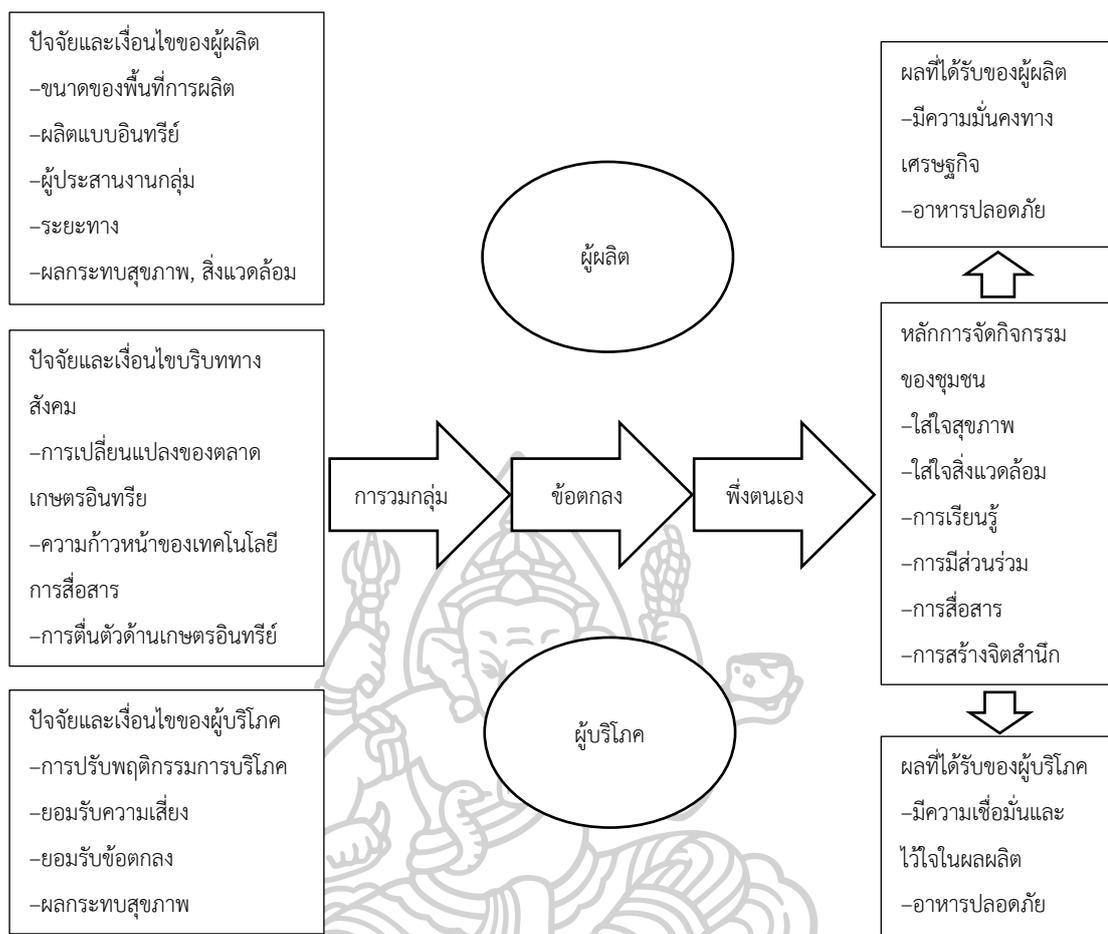 ปัจจัยและเงื่อนไขของผู้ผลิต
–ขนาดของพื้นที่การผลิต
–ผลิตแบบอินทรีย์
–ผู้ประสานงานกลุ่ม
–ระยะทาง
–ผลกระทบสุขภาพ, สิ่งแวดล้อม
ปัจจัยและเงื่อนไขบริบททาง
สังคม
–การเปลี่ยนแปลงของตลาด
เกษตรอินทรีย
–ความก้าวหน้าของเทคโนโลยี
การสื่อสาร
–การตื่นตัวด้านเกษตรอินทรีย์
ปัจจัยและเงื่อนไขของผู้บริโภค
–การปรับพฤติกรรมการบริโภค
–ยอมรับความเสี่ยง
–ยอมรับข้อตกลง
–ผลกระทบสุขภาพ
ผู้ผลิต
การวมกลุ่ม
ข้อตกลง
พึ่งตนเอง
ผู้บริโภค
ผลที่ได้รับของผู้ผลิต
–มีความมั่นคงทาง
เศรษฐกิจ
–อาหารปลอดภัย
หลักการจัดกิจกรรม
ของชุมชน
–ใส่ใจสุขภาพ
–ใส่ใจสิ่งแวดล้อม
–การเรียนรู้
–การมีส่วนร่วม
–การสื่อสาร
–การสร้างจิตสำนึก
ผลที่ได้รับของผู้บริโภค
–มีความเชื่อมั่นและ
ไว้ใจในผลผลิต
–อาหารปลอดภัย